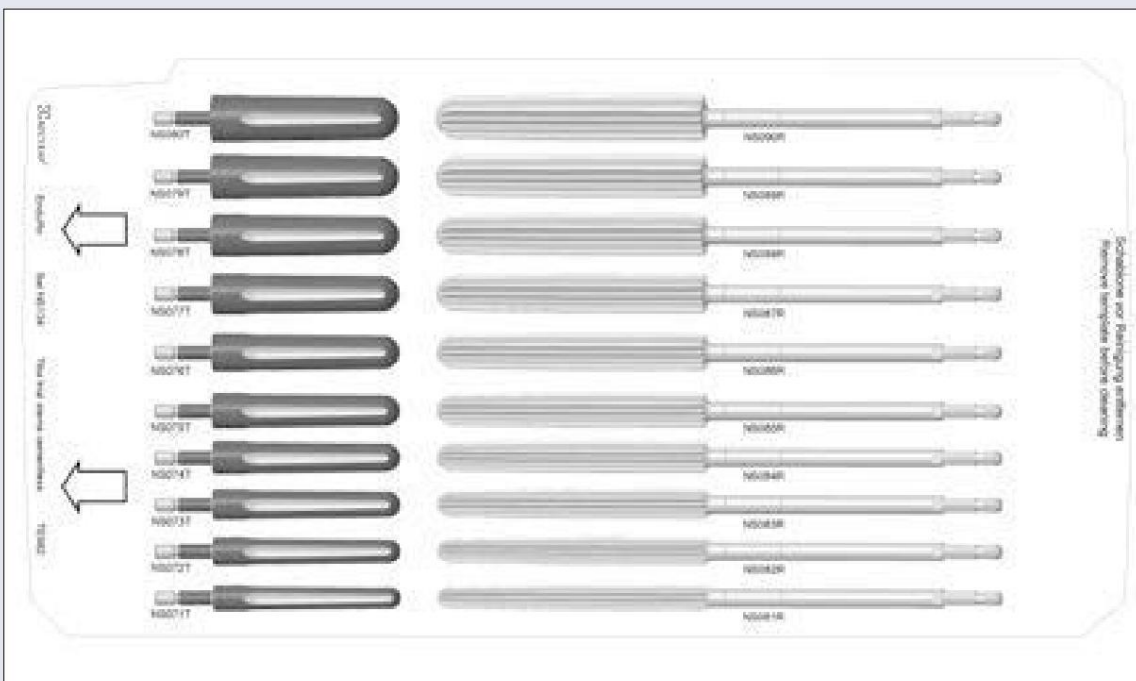 NS080T
NS090R
NS079T
NS089R
NS078T
NS088R
NS077T
NS087R
NS076T
NS086R
NS075T
NS085R
NS074T
NS084R
NS073T
NS083R
NS072T
NS082R
NS071T
NS081R
Schablone vor Reinigung entfernen
Remove template before cleaning